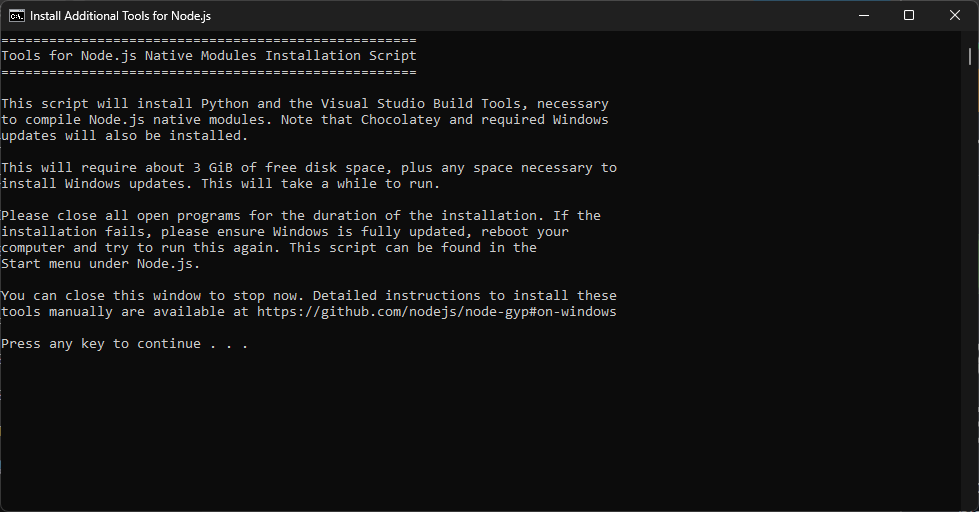 Install Additional Tools for Node.js
====================================================
Tools for Node.js Native Modules Installation Script
====================================================
This script will install Python and the Visual Studio Build Tools, necessary
to compile Node.js native modules. Note that Chocolatey and required Windows
updates will also be installed.
This will require about 3 GiB of free disk space, plus any space necessary to
install Windows updates. This will take a while to run.
Please close all open programs for the duration of the installation. If the
installation fails, please ensure Windows is fully updated, reboot your
computer and try to run this again. This script can be found in the
Start menu under Node.js.
You can close this window to stop now. Detailed instructions to install these
tools manually are available at https://github.com/nodejs/node-gyp#on-windows
Press any key to continue . . .